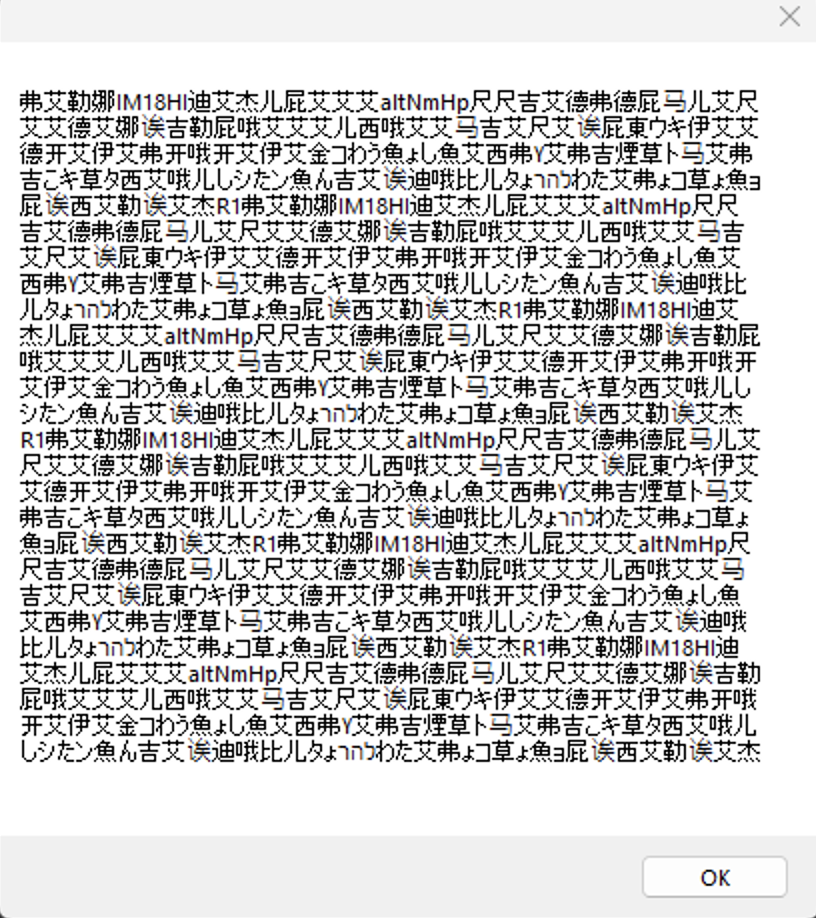 弗艾勒娜IM18HI迪艾杰儿屁艾艾艾altNmHp尺尺吉艾德弗德屁马儿艾尺
艾艾德艾娜诶吉勒屁哦艾艾艾儿西哦艾艾马吉艾尺艾诶屁東ウキ伊艾艾
德开艾伊艾弗开哦开艾伊艾金コわう魚ょし魚艾西弗Y艾弗吉煙草ト马艾弗
吉こキ草タ西艾哦儿しシたン魚ん吉艾诶迪哦比儿タょלהרわた艾弗ょコ草ょ魚ョ
屁诶西艾勒诶艾杰R1弗艾勒娜IM18HI迪艾杰儿屁艾艾艾altNmHp尺尺
吉艾德弗德屁马儿艾尺艾艾德艾娜诶吉勒屁哦艾艾艾儿西哦艾艾马吉
艾尺艾诶屁東ウキ伊艾艾德开艾伊艾弗开哦开艾伊艾金コわう魚ょし魚艾
西弗Y艾弗吉煙草ト马艾弗吉こキ草タ西艾哦儿しシたン魚ん吉艾诶迪哦比
儿タょלהרわた艾弗ょコ草ょ魚ョ屁诶西艾勒诶艾杰R1弗艾勒娜IM18HI迪艾
杰儿屁艾艾艾altNmHp尺尺吉艾德弗德屁马儿艾尺艾艾德艾娜诶吉勒屁
哦艾艾艾儿西哦艾艾马吉艾尺艾诶屁東ウキ伊艾艾德开艾伊艾弗开哦开
艾伊艾金コわう魚ょし魚艾西弗Y艾弗吉煙草ト马艾弗吉こキ草タ西艾哦儿し
シたン魚ん吉艾诶迪哦比儿タょלהרわた艾弗ょコ草ょ魚ョ屁诶西艾勒诶艾杰
R1弗艾勒娜IM18HI迪艾杰儿屁艾艾艾altNmHp尺尺吉艾德弗德屁马儿艾
尺艾艾德艾娜诶吉勒屁哦艾艾艾儿西哦艾艾马吉艾尺艾诶屁東ウキ伊艾
艾德开艾伊艾弗开哦开艾伊艾金コわう魚ょし魚艾西弗Y艾弗吉煙草ト马艾
弗吉こキ草タ西艾哦儿しシたン魚ん吉艾诶迪哦比儿タょלהרわた艾弗ょコ草ょ
魚ョ屁诶西艾勒诶艾杰R1弗艾勒娜IM18HI迪艾杰儿屁艾艾艾altNmHp尺
尺吉艾德弗德屁马儿艾尺艾艾德艾娜诶吉勒屁哦艾艾艾儿西哦艾艾马
吉艾尺艾诶屁東ウキ伊艾艾德开艾伊艾弗开哦开艾伊艾金コわう魚ょし魚
艾西弗Y艾弗吉煙草ト马艾弗吉こキ草タ西艾哦儿しシたン魚ん吉艾诶迪哦
比儿タょלהרわた艾弗ょコ草ょ魚ョ屁诶西艾勒诶艾杰R1弗艾勒娜IM18HI迪
艾杰儿屁艾艾艾altNmHp尺尺吉艾德弗德屁马儿艾尺艾艾德艾娜诶吉勒
屁哦艾艾艾儿西哦艾艾马吉艾尺艾诶屁東ウキ伊艾艾德开艾伊艾弗开哦
开艾伊艾金コわう魚ょし魚艾西弗Y艾弗吉煙草ト马艾弗吉こキ草タ西艾哦儿
しシたン魚ん吉艾诶迪哦比儿タょלהרわた艾弗ょコ草ょ魚ョ屁诶西艾勒诶艾杰
OK